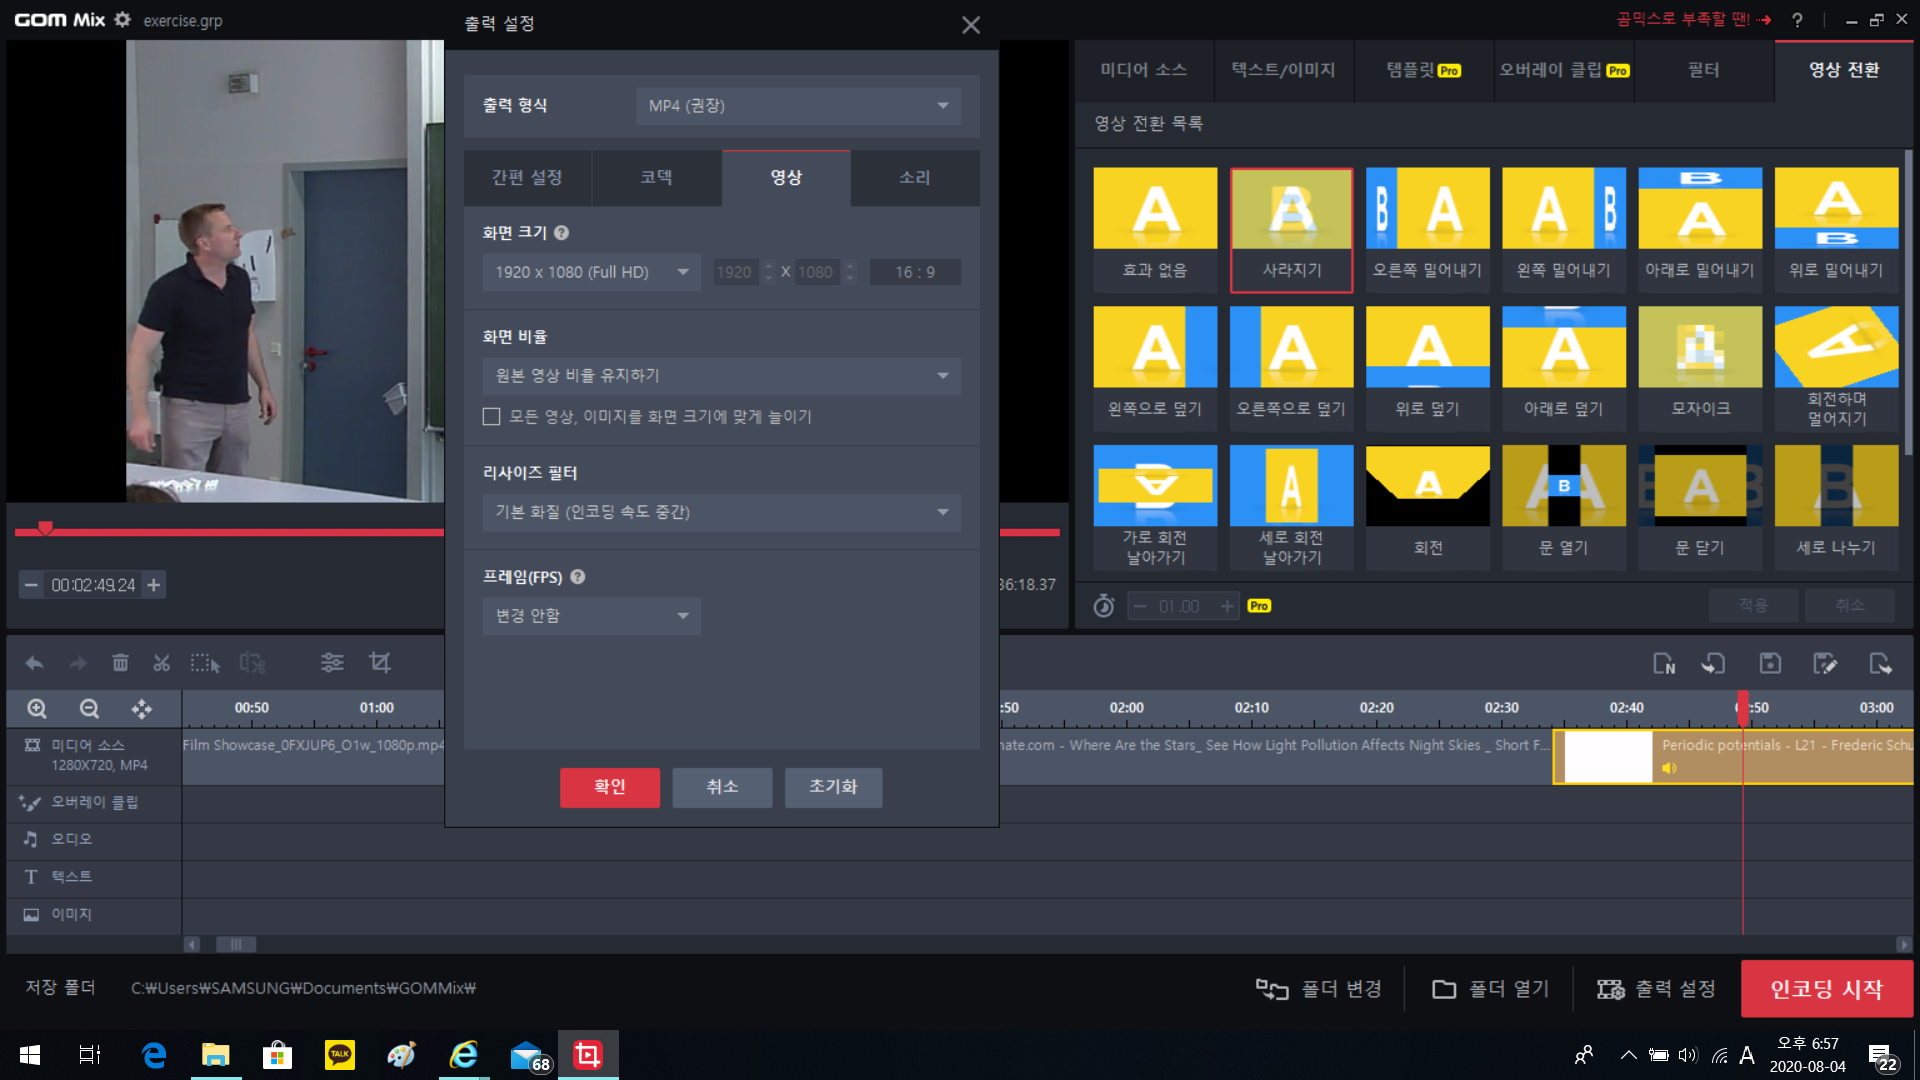 GOM Mix exercise.grp
곰믹스로 부족할 땐!
출력 설정
출력 형식 MP4 (권장)
간편 설정 코덱 영상 소리
화면 크기
1920 x 1080 (Full HD) 1920 X 1080 16 : 9
화면 비율
원본 영상 비율 유지하기
모든 영상, 이미지를 화면 크기에 맞게 늘이기
리사이즈 필터
기본 화질 (인코딩 속도 중간)
프레임(FPS)
변경 안함
확인 취소 초기화
미디어 소스 텍스트/이미지 템플릿 Pro 오버레이 클립 Pro 필터 영상 전환
영상 전환 목록
효과 없음 사라지기 오른쪽 밀어내기 왼쪽 밀어내기 아래로 밀어내기 위로 밀어내기
왼쪽으로 덮기 오른쪽으로 덮기 위로 덮기 아래로 덮기 모자이크 회전하며 멀어지기
가로 회전 날아가기 세로 회전 날아가기 회전 문 열기 문 닫기 세로 나누기
01.00 Pro 적용 취소
00:02:49.24
36:18.37
00:50 01:00 :50 02:00 02:10 02:20 02:30 02:40 :50 03:00
미디어 소스
1280X720, MP4
Film Showcase_0FXJUP6_O1w_1080p.mp4
nate.com - Where Are the Stars_ See How Light Pollution Affects Night Skies _ Short F...
Periodic potentials - L21 - Frederic Schu
오버레이 클립
오디오
텍스트
이미지
저장 폴더 C:₩Users₩SAMSUNG₩Documents₩GOMMix₩
폴더 변경 폴더 열기 출력 설정 인코딩 시작
TALK
68
A
오후 6:57
2020-08-04
22